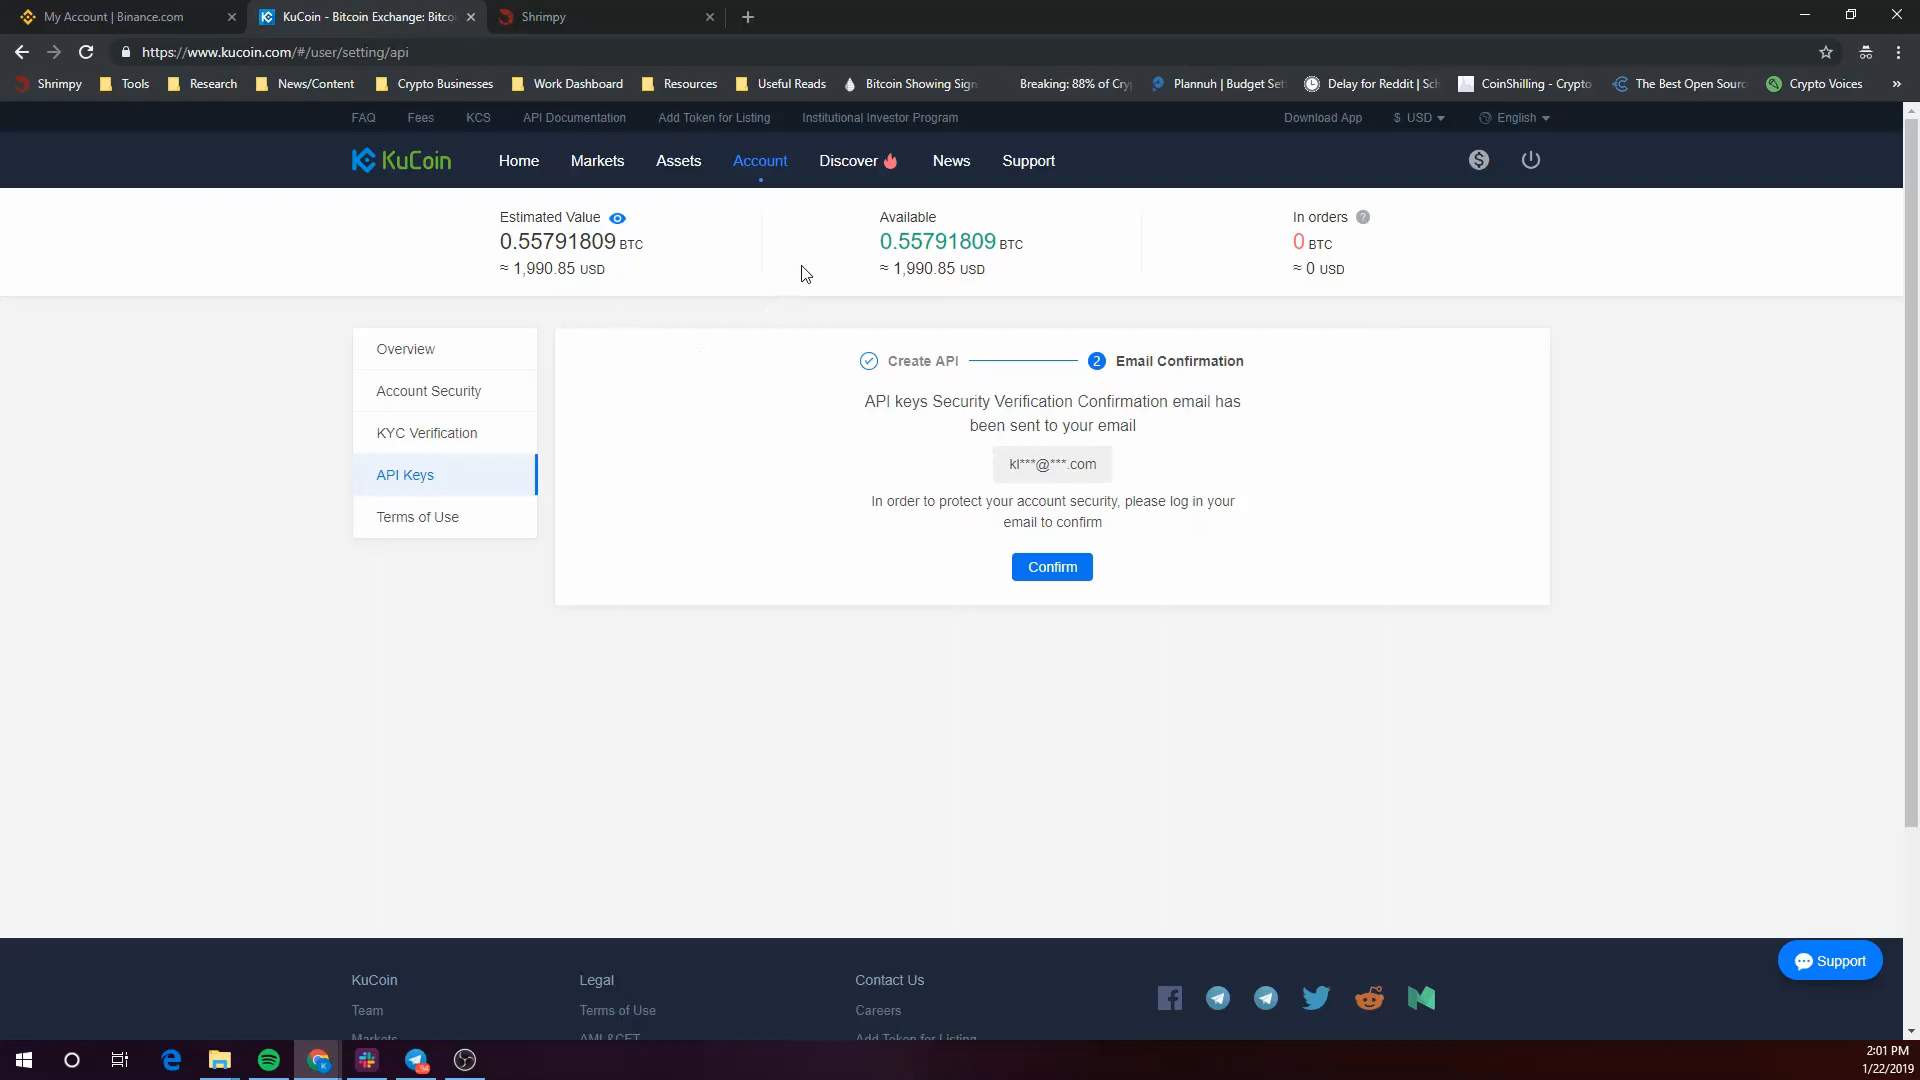 My Account | Binance.com
KuCoin - Bitcoin Exchange: Bitco
Shrimpy
https://www.kucoin.com/#/user/setting/api
Shrimpy Tools Research News/Content Crypto Businesses Work Dashboard Resources Useful Reads Bitcoin Showing Sign Breaking: 88% of Cry Plannuh | Budget Set Delay for Reddit | Sch CoinShilling - Crypto The Best Open Sourc Crypto Voices »
FAQ Fees KCS API Documentation Add Token for Listing Institutional Investor Program Download App $ USD English
KuCoin Home Markets Assets Account Discover News Support
Estimated Value Available In orders ?
0.55791809 BTC 0.55791809 BTC 0 BTC
≈ 1,990.85 USD ≈ 1,990.85 USD ≈ 0 USD
Overview
Account Security
KYC Verification
API Keys
Terms of Use
Create API 2 Email Confirmation
API keys Security Verification Confirmation email has
been sent to your email
kl***@***.com
In order to protect your account security, please log in your
email to confirm
Confirm
Support
KuCoin Legal Contact Us
Team Terms of Use Careers
Markets AML&CFT Add Token for Listing
94
2:01 PM
1/22/2019